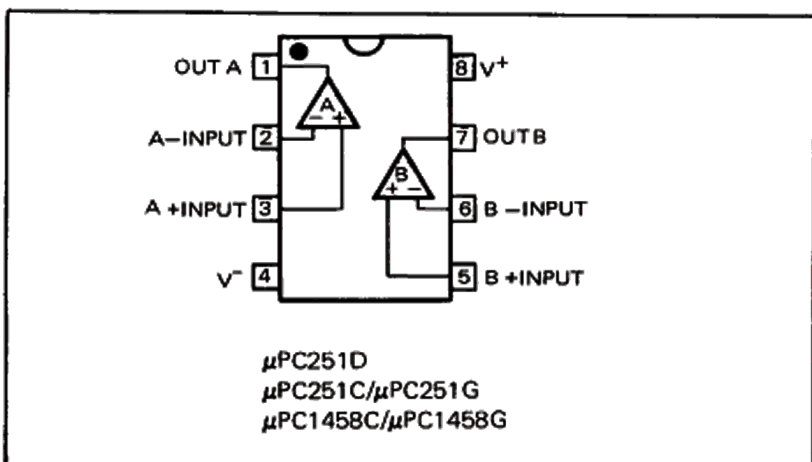 OUT A 1 8 V+
A
− +
A−INPUT 2 7 OUT B
B
+ −
A +INPUT 3 6 B −INPUT
V− 4 5 B +INPUT
μPC251D
μPC251C/μPC251G
μPC1458C/μPC1458G